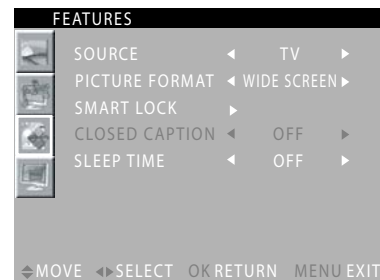 FEATURES
SOURCE ◀ TV ▶
PICTURE FORMAT ◀ WIDE SCREEN ▶
SMART LOCK ▶
CLOSED CAPTION ◀ OFF ▶
SLEEP TIME ◀ OFF ▶
MOVE SELECT OK RETURN MENU EXIT